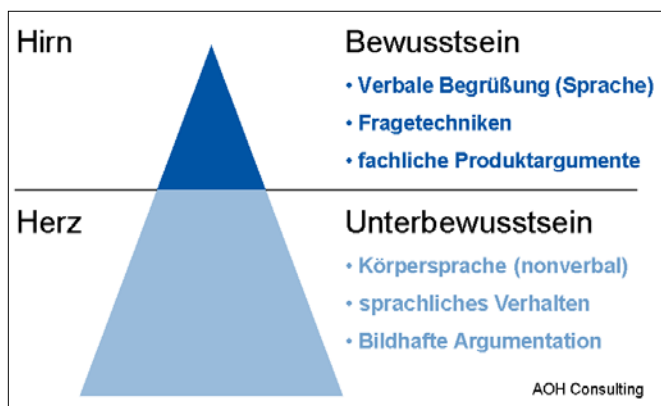 Hirn
Bewusstsein
• Verbale Begrüßung (Sprache)
• Fragetechniken
• fachliche Produktargumente
Herz
Unterbewusstsein
• Körpersprache (nonverbal)
• sprachliches Verhalten
• Bildhafte Argumentation
AOH Consulting